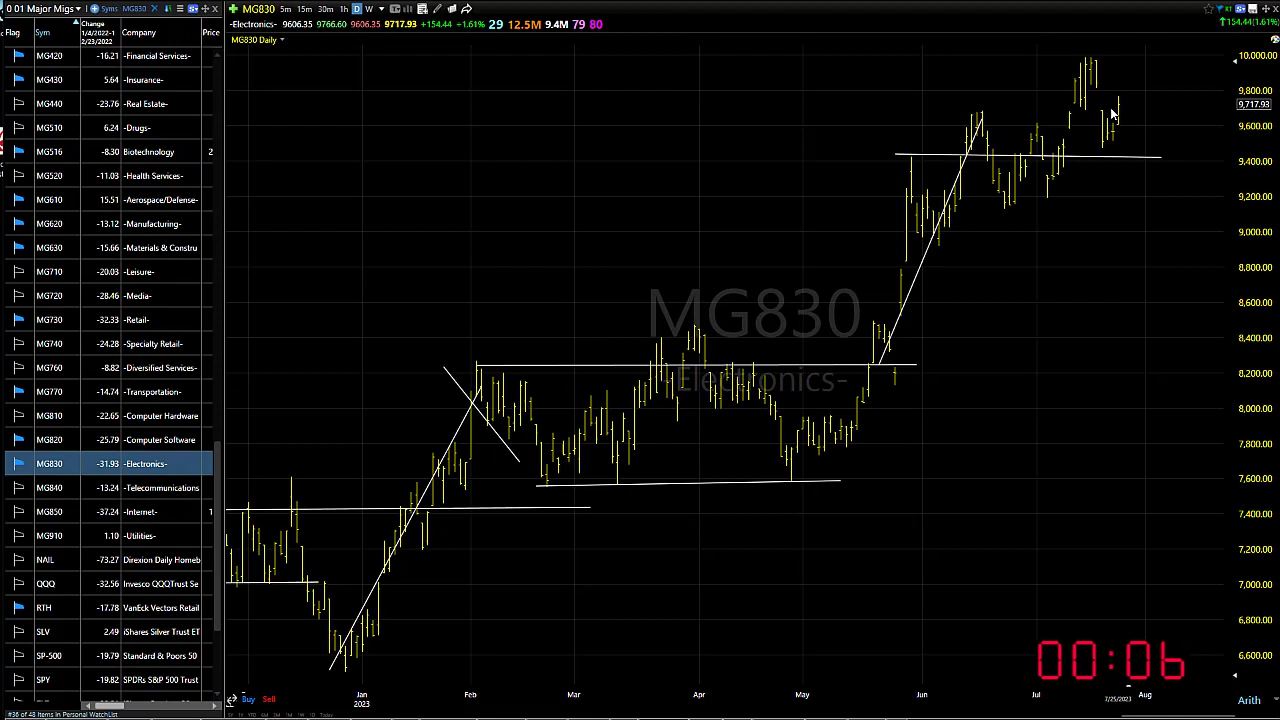 0 01 Major Migs Syms MG830
MG830 5m 15m 30m 1h D W
154.44(1.61%)
-Electronics- 9606.35 9766.60 9606.35 9717.93 +154.44 +1.61% 29 12.5M 9.4M 79 80
MG830 Daily
Flag Sym Change 1/4/2022-1 2/23/2022 Company Price
MG420 -16.21 -Financial Services-
MG430 5.64 -Insurance-
MG440 -23.76 -Real Estate-
MG510 6.24 -Drugs-
MG516 -8.30 Biotechnology 2
MG520 -11.03 -Health Services-
MG610 15.51 -Aerospace/Defense-
MG620 -13.12 -Manufacturing-
MG630 -15.66 -Materials & Constru
MG710 -20.03 -Leisure-
MG720 -28.46 -Media-
MG730 -32.33 -Retail-
MG740 -24.28 -Specialty Retail-
MG760 -8.82 -Diversified Services-
MG770 -14.74 -Transportation-
MG810 -22.65 -Computer Hardware
MG820 -25.79 -Computer Software
MG830 -31.93 -Electronics-
MG840 -13.24 -Telecommunications
MG850 -37.24 -Internet- 1
MG910 1.10 -Utilities-
NAIL -73.27 Direxion Daily Homeb
QQQ -32.56 Invesco QQQTrust Se
RTH -17.78 VanEck Vectors Retail
SLV 2.49 iShares Silver Trust ET
SP-500 -19.79 Standard & Poors 50
SPY -19.82 SPDRs S&P 500 Trust
#36 of 48 Items in Personal WatchList
MG830
-Electronics-
10,000.00
9,800.00
9,717.93
9,600.00
9,400.00
9,200.00
9,000.00
8,800.00
8,600.00
8,400.00
8,200.00
8,000.00
7,800.00
7,600.00
7,400.00
7,200.00
7,000.00
6,800.00
6,600.00
00:06
Buy Sell
Jan Feb Mar Apr May Jun Jul Aug
2023 7/25/2023 Arith